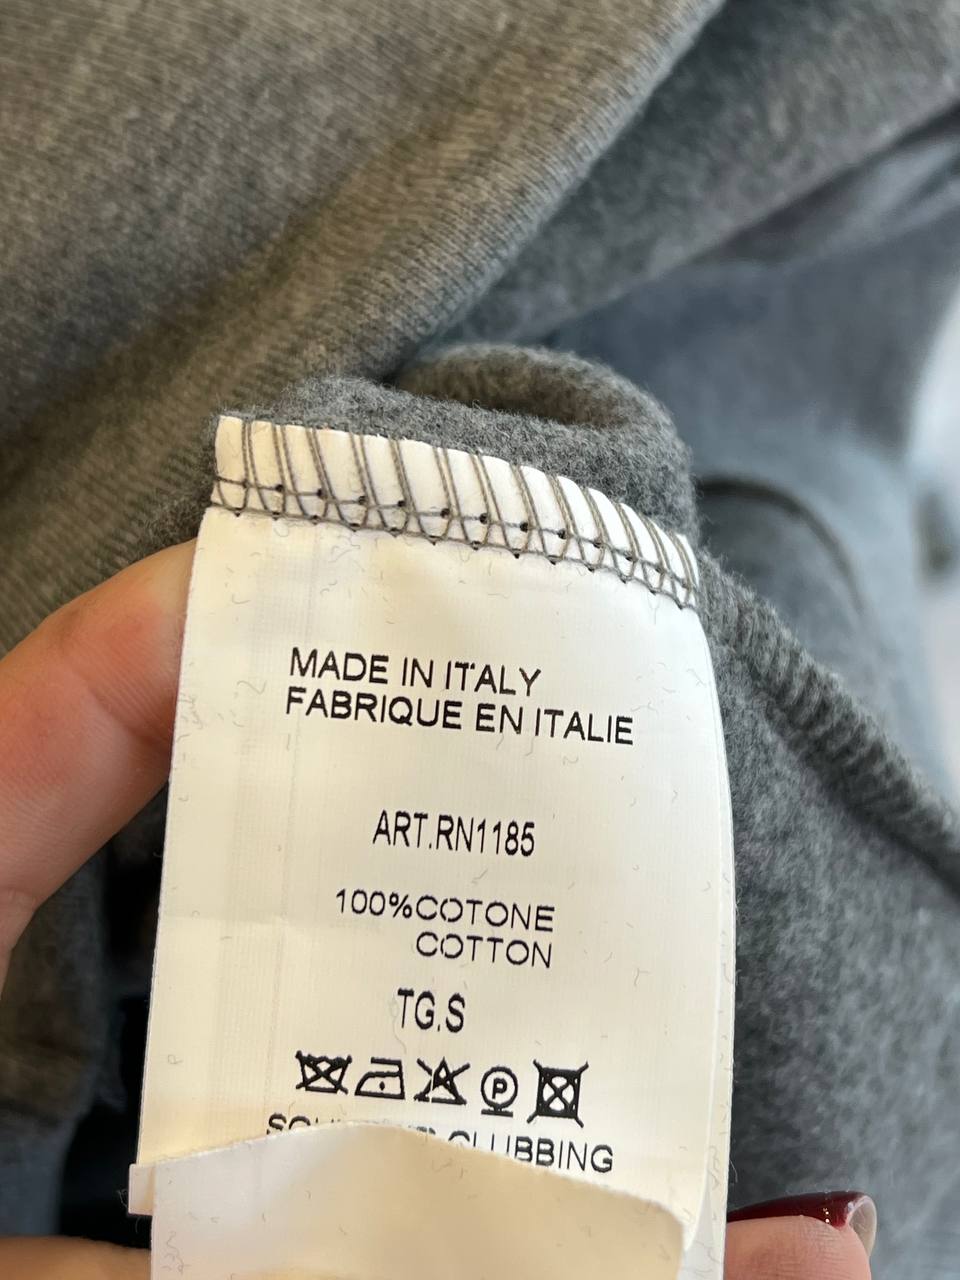 MADE IN ITALY
FABRIQUE EN ITALIE
ART.RN1185
100%COTONE
COTTON
TG.S
P
CLUBBING